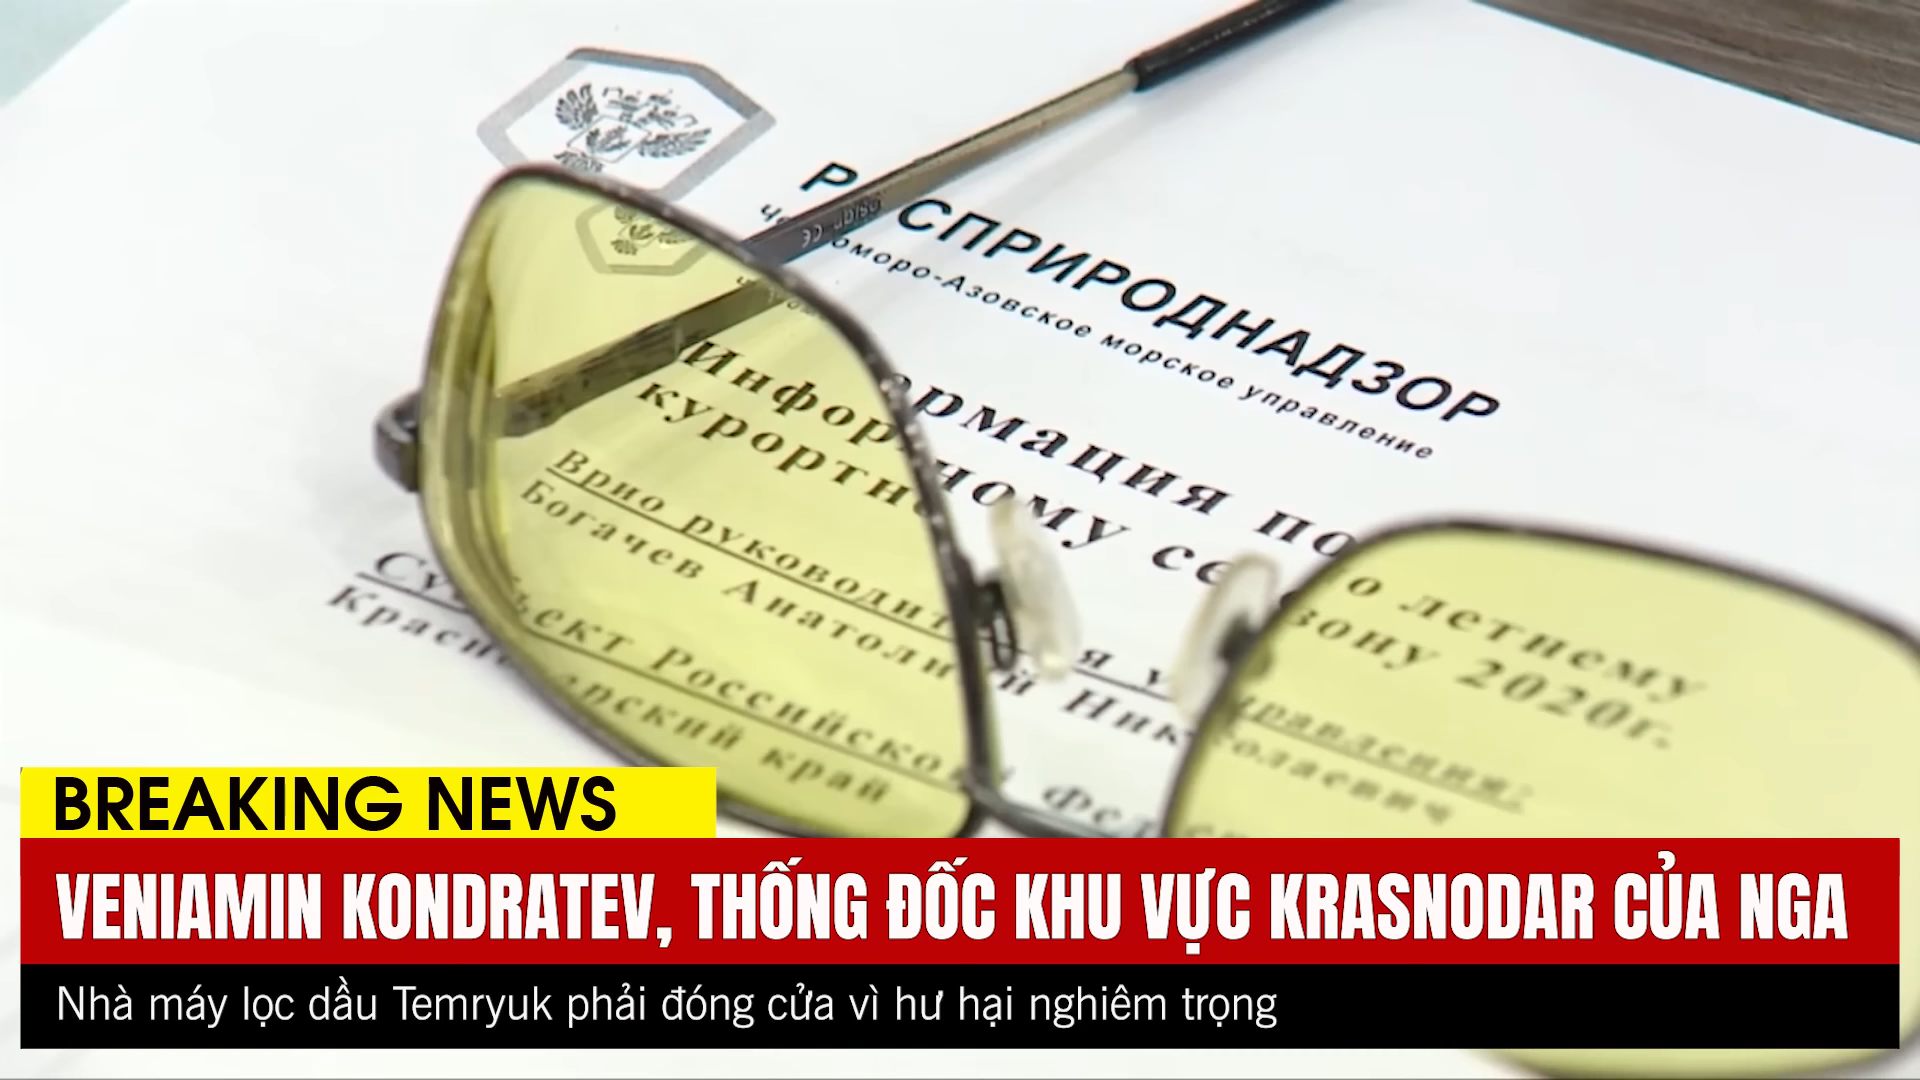 РОСПРИРОДНАДЗОР
Черноморо-Азовское морское управление
Информация по летнему
курортному сезону 2020г.
Врио руководителя управления:
Богачев Анатолий Николаевич
Субъект Российской Федерации
Краснодарский край
BREAKING NEWS
VENIAMIN KONDRATEV, THỐNG ĐỐC KHU VỰC KRASNODAR CỦA NGA
Nhà máy lọc dầu Temryuk phải đóng cửa vì hư hại nghiêm trọng